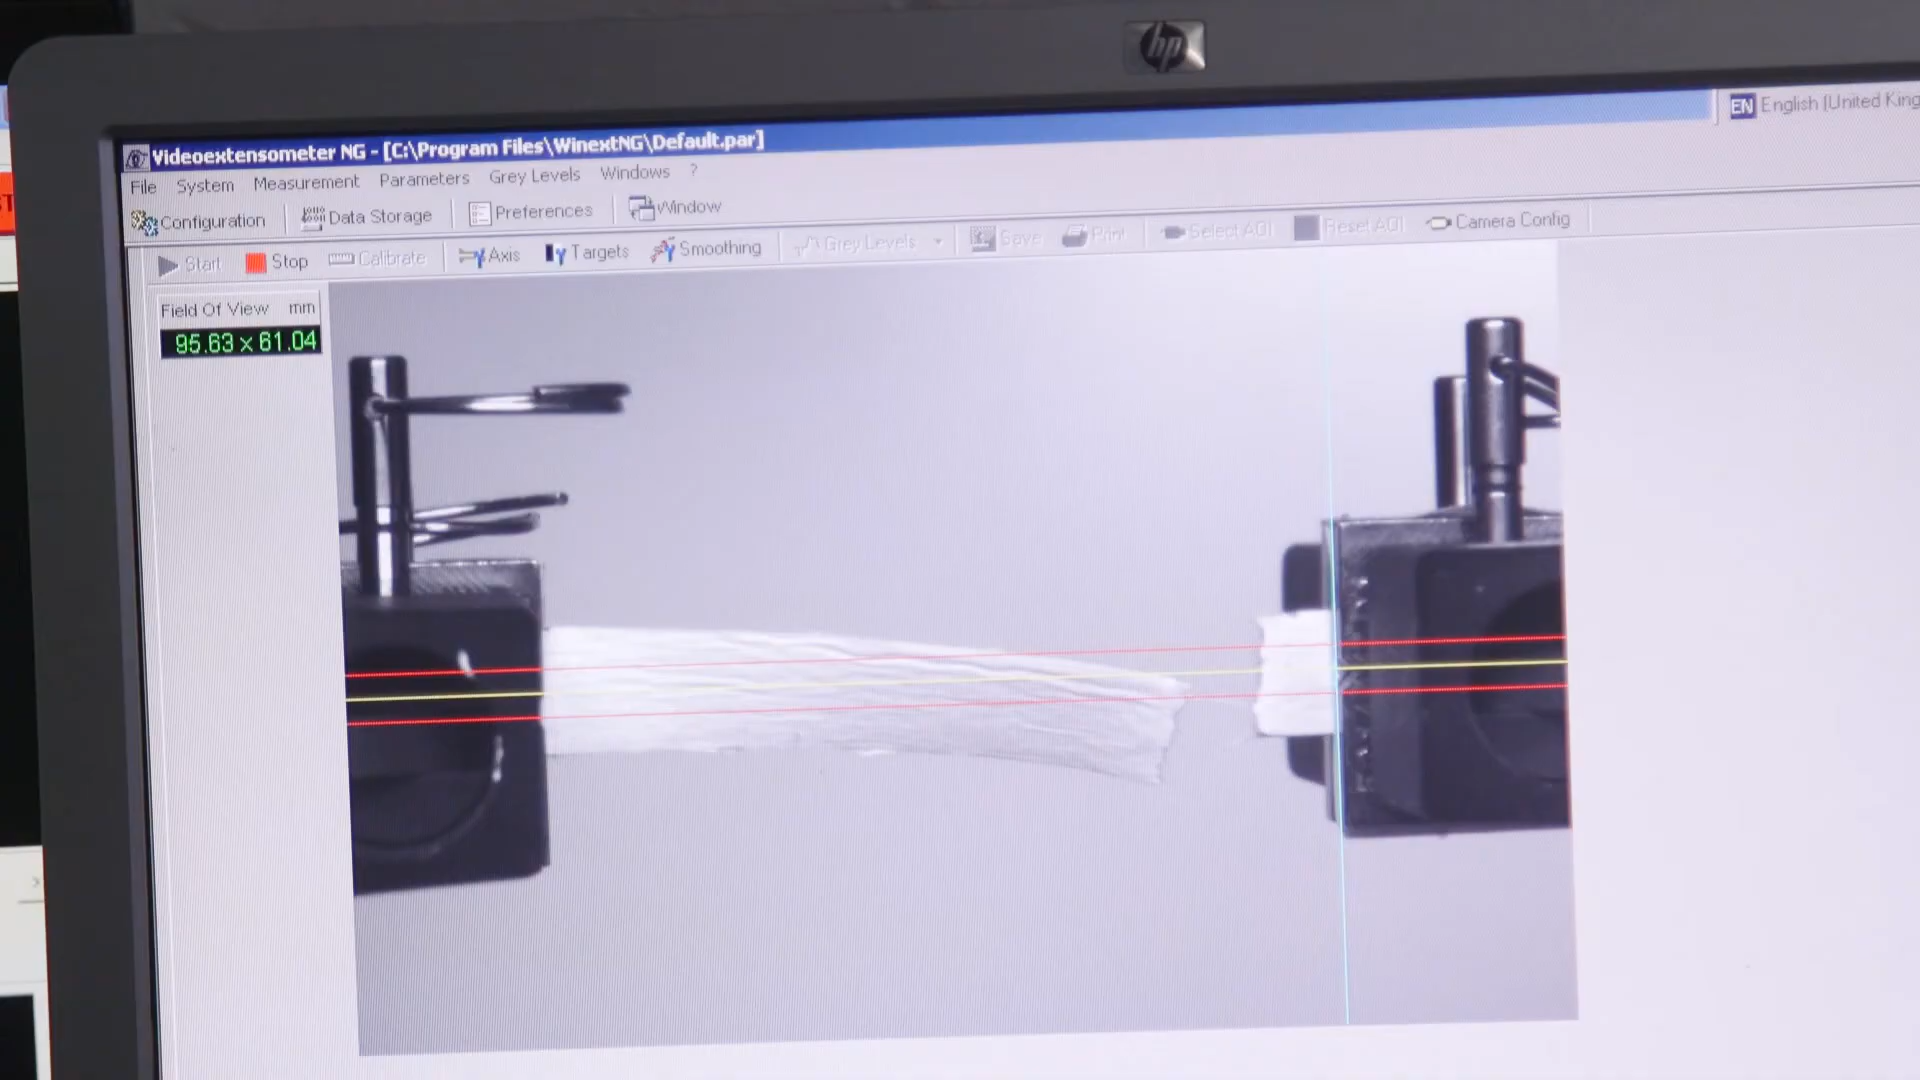 hp
EN English (United King
Videoextensometer NG - [C:\Program Files\WinextNG\Default.par]
File System Measurement Parameters Grey Levels Windows ?
Configuration Data Storage Preferences Window
Start Stop Calibrate Axis Targets Smoothing Grey Levels Save Print Select AOI Reset AOI Camera Config
Field Of View mm
95.63 x 61.04